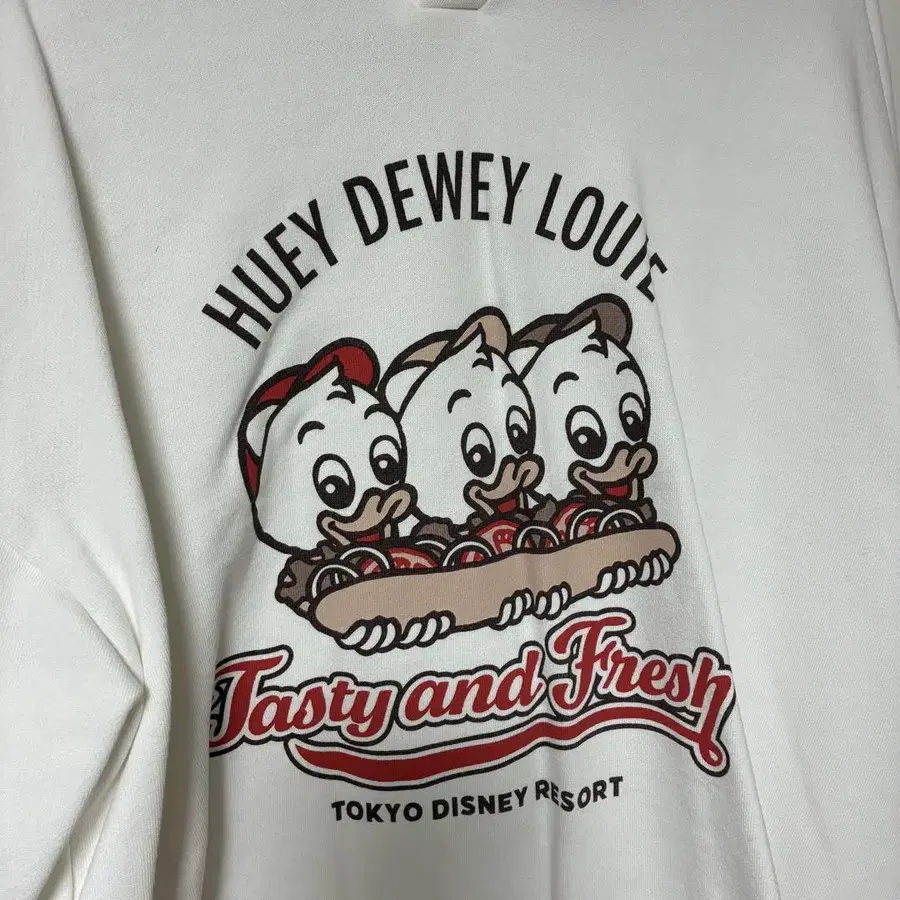 HUEY DEWEY LOUIE
Tasty and Fresh
TOKYO DISNEY RESORT